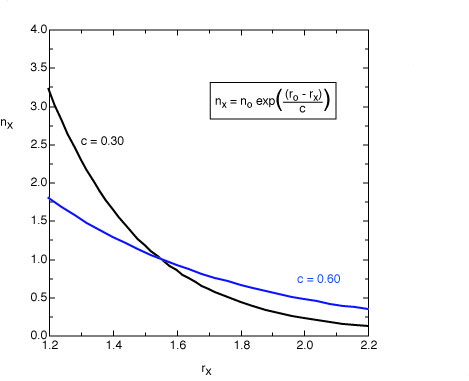 4.0
3.5
3.0
2.5
2.0
1.5
1.0
0.5
0.0
nx
nx = no exp((ro - rx)/c)
c = 0.30
c = 0.60
1.2 1.4 1.6 1.8 2.0 2.2
rx